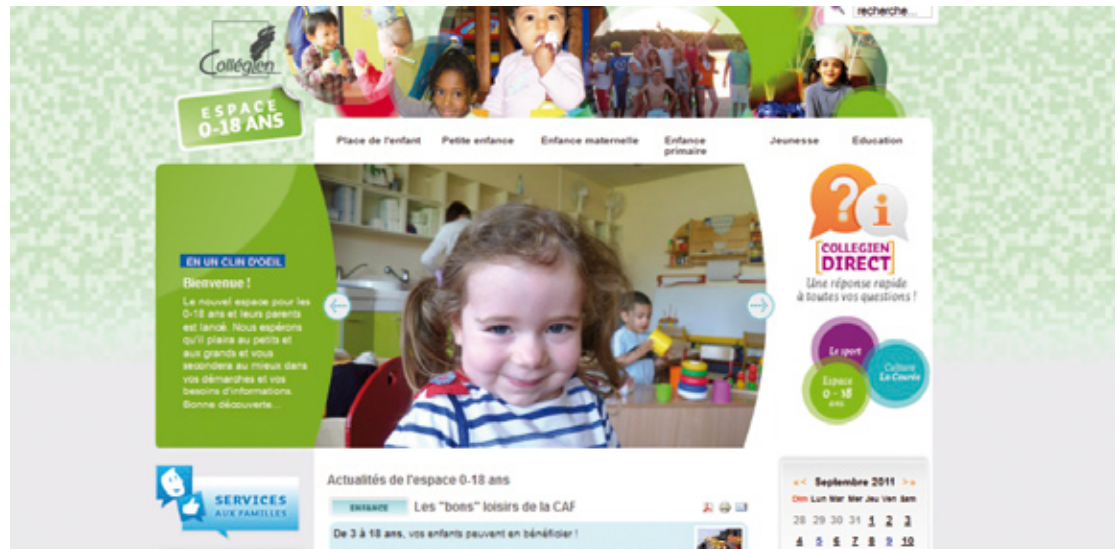 recherche...
Collégien
ESPACE
0-18 ANS
Place de l'enfant
Petite enfance
Enfance maternelle
Enfance
primaire
Jeunesse
Education
EN UN CLIN D'OEIL
Bienvenue !
Le nouvel espace pour les
0-18 ans et leurs parents
est lancé. Nous espérons
qu'il plaira au petits et
aux grands et vous
secondera au mieux dans
vos démarches et vos
besoins d'informations.
Bonne découverte...
?
i
[COLLEGIEN
DIRECT]
Une réponse rapide
à toutes vos questions !
Le sport
Culture
La Courée
Espace
0 - 18
ans
SERVICES
AUX FAMILLES
Actualités de l'espace 0-18 ans
ENFANCE
Les "bons" loisirs de la CAF
De 3 à 18 ans, vos enfants peuvent en bénéficier !
<< Septembre 2011 >>
Dim Lun Mar Mer Jeu Ven Sam
28 29 30 31 1 2 3
4 5 6 7 8 9 10